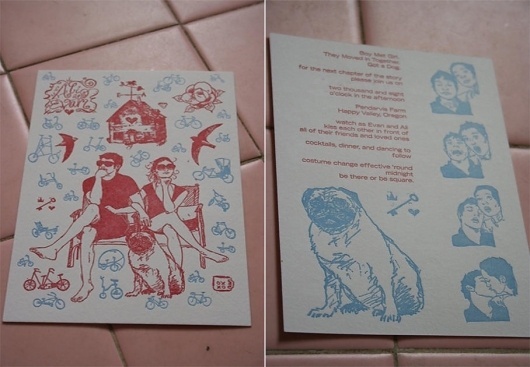 Ali &
Evan
Boy Met Girl,
They Moved in Together
Got a Dog
for the next chapter of the story
please join us on
two thousand and eight
o'clock in the afternoon
Pendarvis Farm
Happy Valley, Oregon
watch as Evan and Ali
kiss each other in front of
all of their friends and loved ones
cocktails, dinner, and dancing to
follow
costume change effective 'round
midnight
be there or be square.